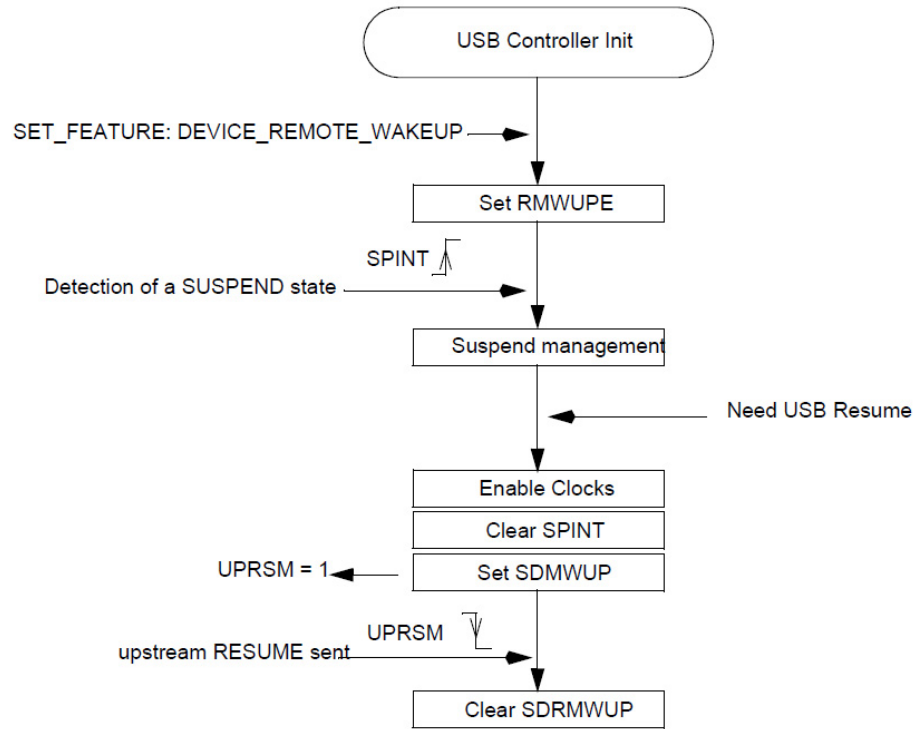 USB Controller Init
SET_FEATURE: DEVICE_REMOTE_WAKEUP
Set RMWUPE
SPINT
Detection of a SUSPEND state
Suspend management
Need USB Resume
Enable Clocks
Clear SPINT
UPRSM = 1
Set SDMWUP
UPRSM
upstream RESUME sent
Clear SDRMWUP